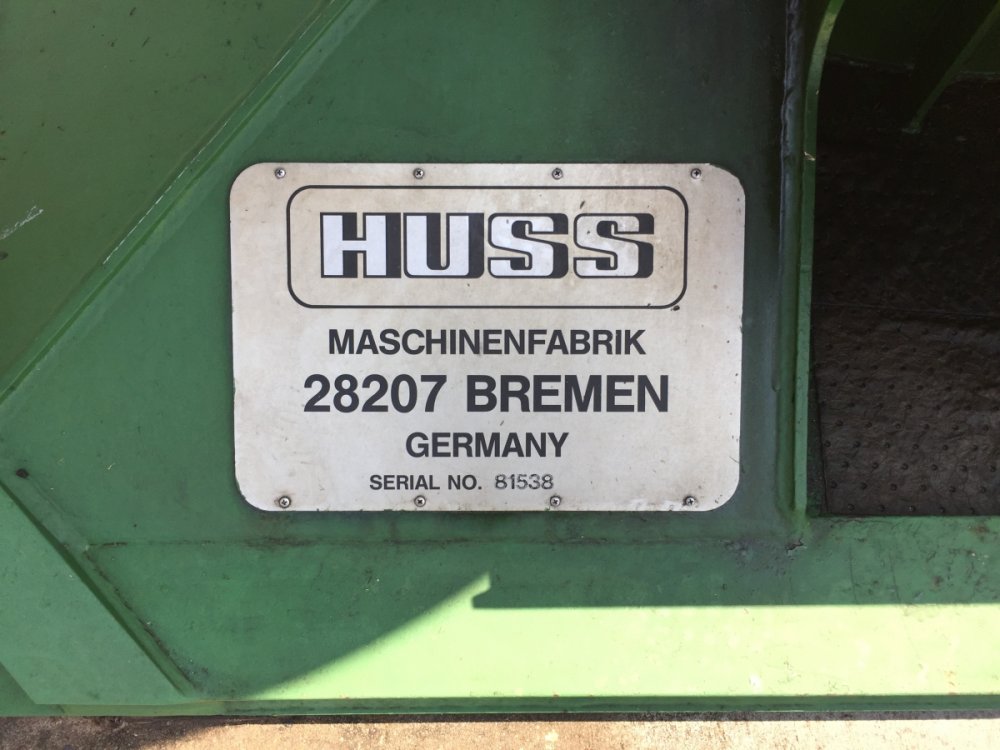 HUSS
MASCHINENFABRIK
28207 BREMEN
GERMANY
SERIAL NO. 81538